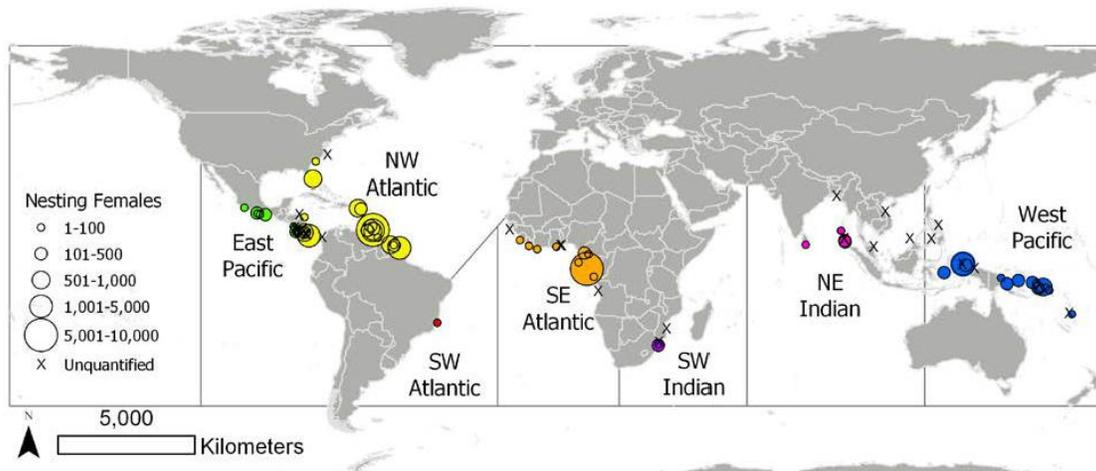 NW
Atlantic
Nesting Females
1-100
101-500
501-1,000
1,001-5,000
5,001-10,000
X Unquantified
East
Pacific
SW
Atlantic
SE
Atlantic
SW
Indian
NE
Indian
West
Pacific
N
5,000
Kilometers